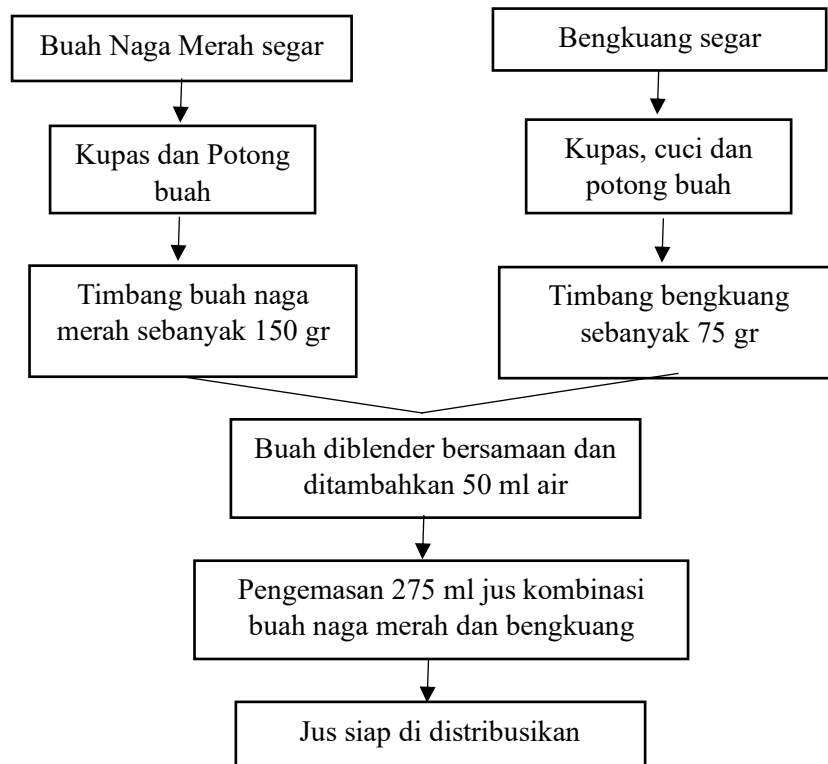 Buah Naga Merah segar
Bengkuang segar
Kupas dan Potong
buah
Kupas, cuci dan
potong buah
Timbang buah naga
merah sebanyak 150 gr
Timbang bengkuang
sebanyak 75 gr
Buah diblender bersamaan dan
ditambahkan 50 ml air
Pengemasan 275 ml jus kombinasi
buah naga merah dan bengkuang
Jus siap di distribusikan